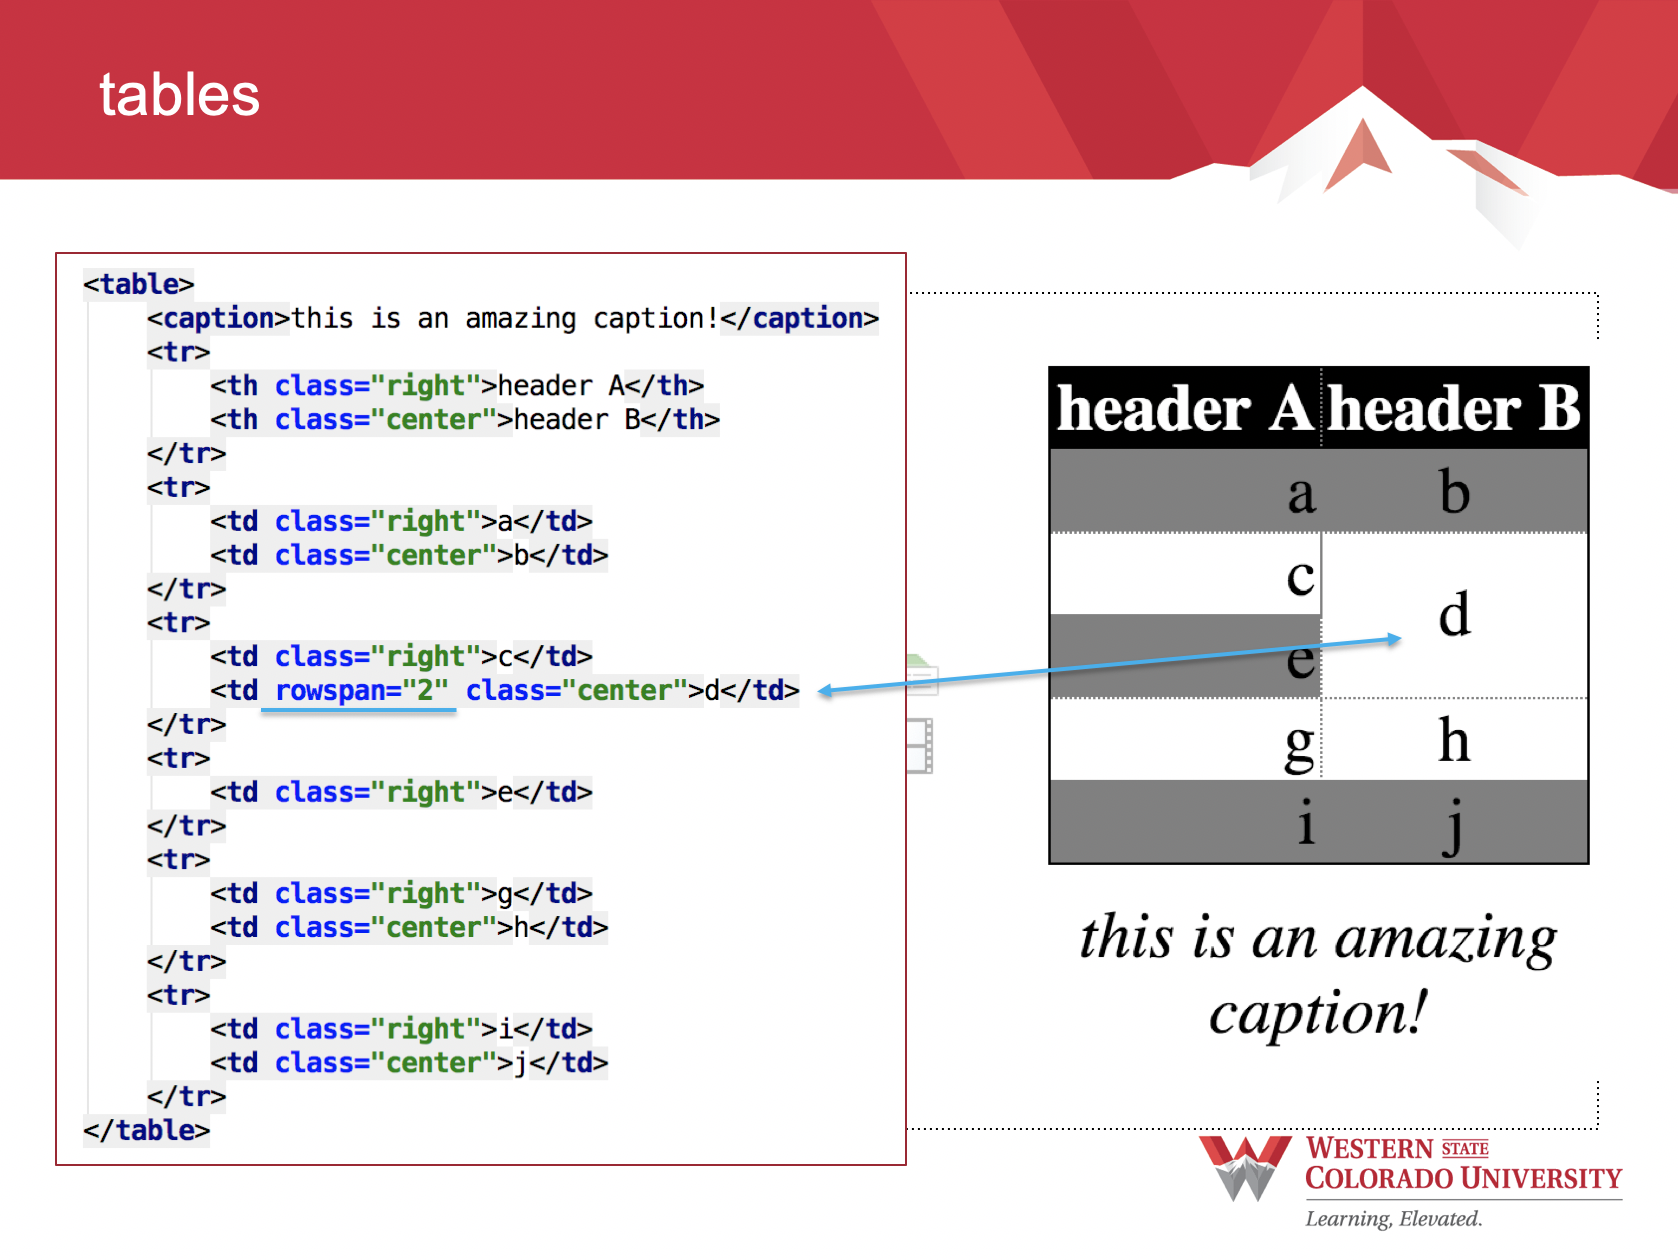 tables
<table>
<caption>this is an amazing caption!</caption>
<tr>
<th class="right">header A</th>
<th class="center">header B</th>
</tr>
<tr>
<td class="right">a</td>
<td class="center">b</td>
</tr>
<tr>
<td class="right">c</td>
<td rowspan="2" class="center">d</td>
</tr>
<tr>
<td class="right">e</td>
</tr>
<tr>
<td class="right">g</td>
<td class="center">h</td>
</tr>
<tr>
<td class="right">i</td>
<td class="center">j</td>
</tr>
</table>
header A header B
a b
c
d
e
g h
i j
this is an amazing
caption!
WESTERN STATE
COLORADO UNIVERSITY
Learning, Elevated.